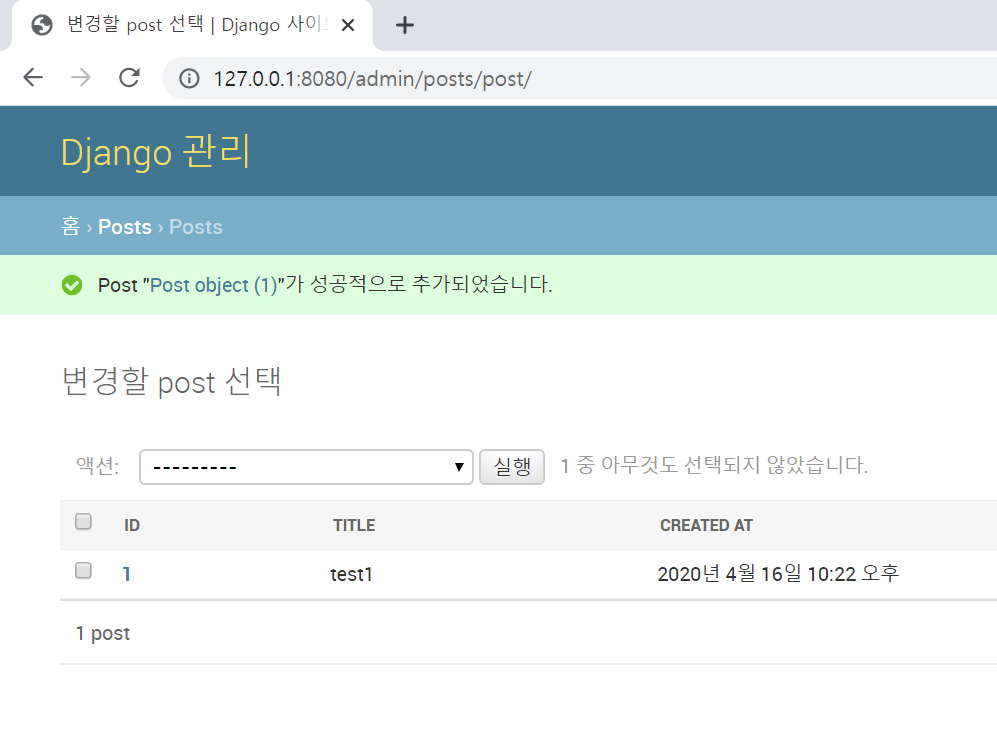 변경할 post 선택 | Django 사이
127.0.0.1:8080/admin/posts/post/
Django 관리
홈 › Posts › Posts
Post "Post object (1)"가 성공적으로 추가되었습니다.
변경할 post 선택
액션: --------- 실행 1 중 아무것도 선택되지 않았습니다.
ID TITLE CREATED AT
1 test1 2020년 4월 16일 10:22 오후
1 post